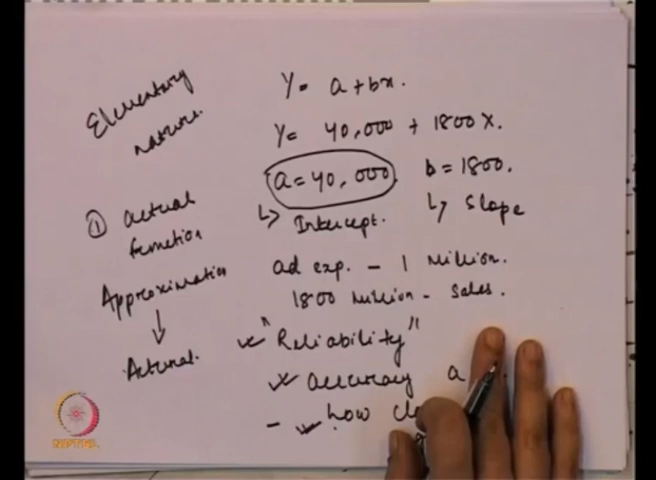 Elementary
nature.
Y = a + bx.
Y = 40,000 + 1800 X.
a = 40,000 b = 1800.
↳ Intercept. ↳ Slope
① actual
function
Approximation
↓
Actual.
ad exp. - 1 Million.
1800 Million - Sales.
"Reliability"
accuracy a
- how
NPTEL